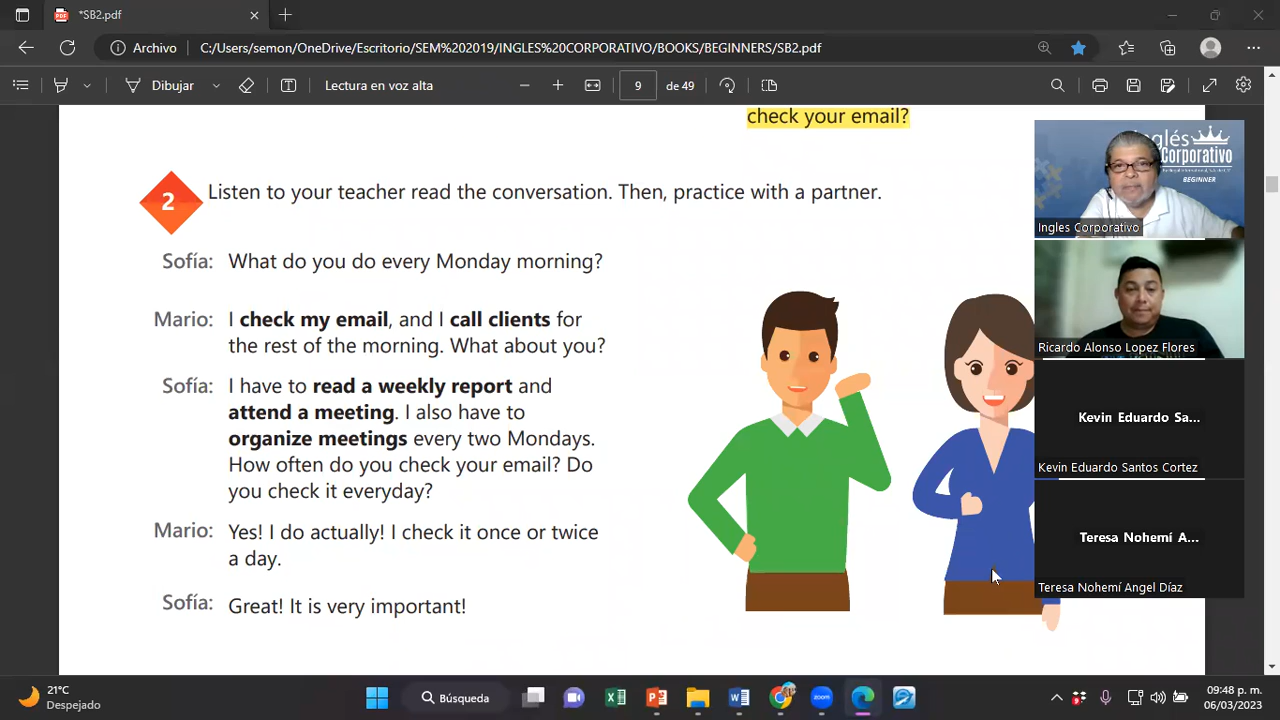 *SB2.pdf
Archivo
C:/Users/semon/OneDrive/Escritorio/SEM%202019/INGLES%20CORPORATIVO/BOOKS/BEGINNERS/SB2.pdf
Dibujar
Lectura en voz alta
9
de 49
check your email?
2
Listen to your teacher read the conversation. Then, practice with a partner.
Sofía: What do you do every Monday morning?
Mario: I check my email, and I call clients for
the rest of the morning. What about you?
Sofía: I have to read a weekly report and
attend a meeting. I also have to
organize meetings every two Mondays.
How often do you check your email? Do
you check it everyday?
Mario: Yes! I do actually! I check it once or twice
a day.
Sofía: Great! It is very important!
Inglés
Corporativo
BEGINNER
Ingles Corporativo
Ricardo Alonso Lopez Flores
Kevin Eduardo Sa...
Kevin Eduardo Santos Cortez
Teresa Nohemí A...
Teresa Nohemí Angel Díaz
21°C
Despejado
Búsqueda
09:48 p. m.
06/03/2023